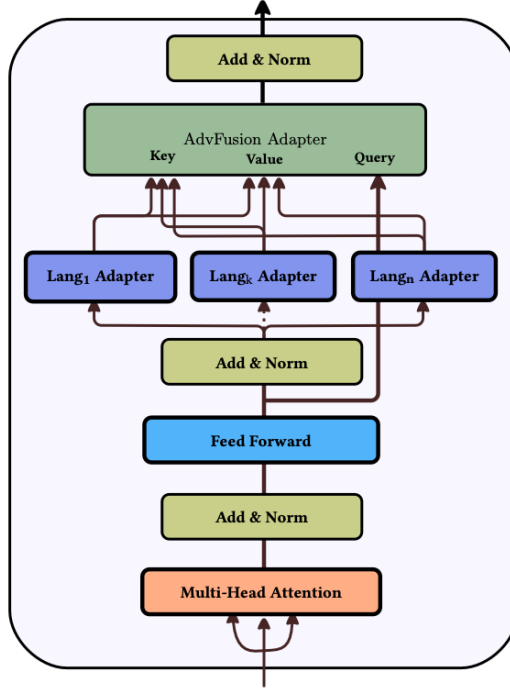 Add & Norm
AdvFusion Adapter
Key Value Query
Lang₁ Adapter Langₖ Adapter Langₙ Adapter
Add & Norm
Feed Forward
Add & Norm
Multi-Head Attention